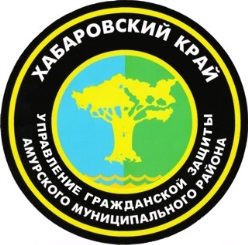 ХАБАРОВСКИЙ КРАЙ
УПРАВЛЕНИЕ ГРАЖДАНСКОЙ ЗАЩИТЫ
АМУРСКОГО МУНИЦИПАЛЬНОГО РАЙОНА